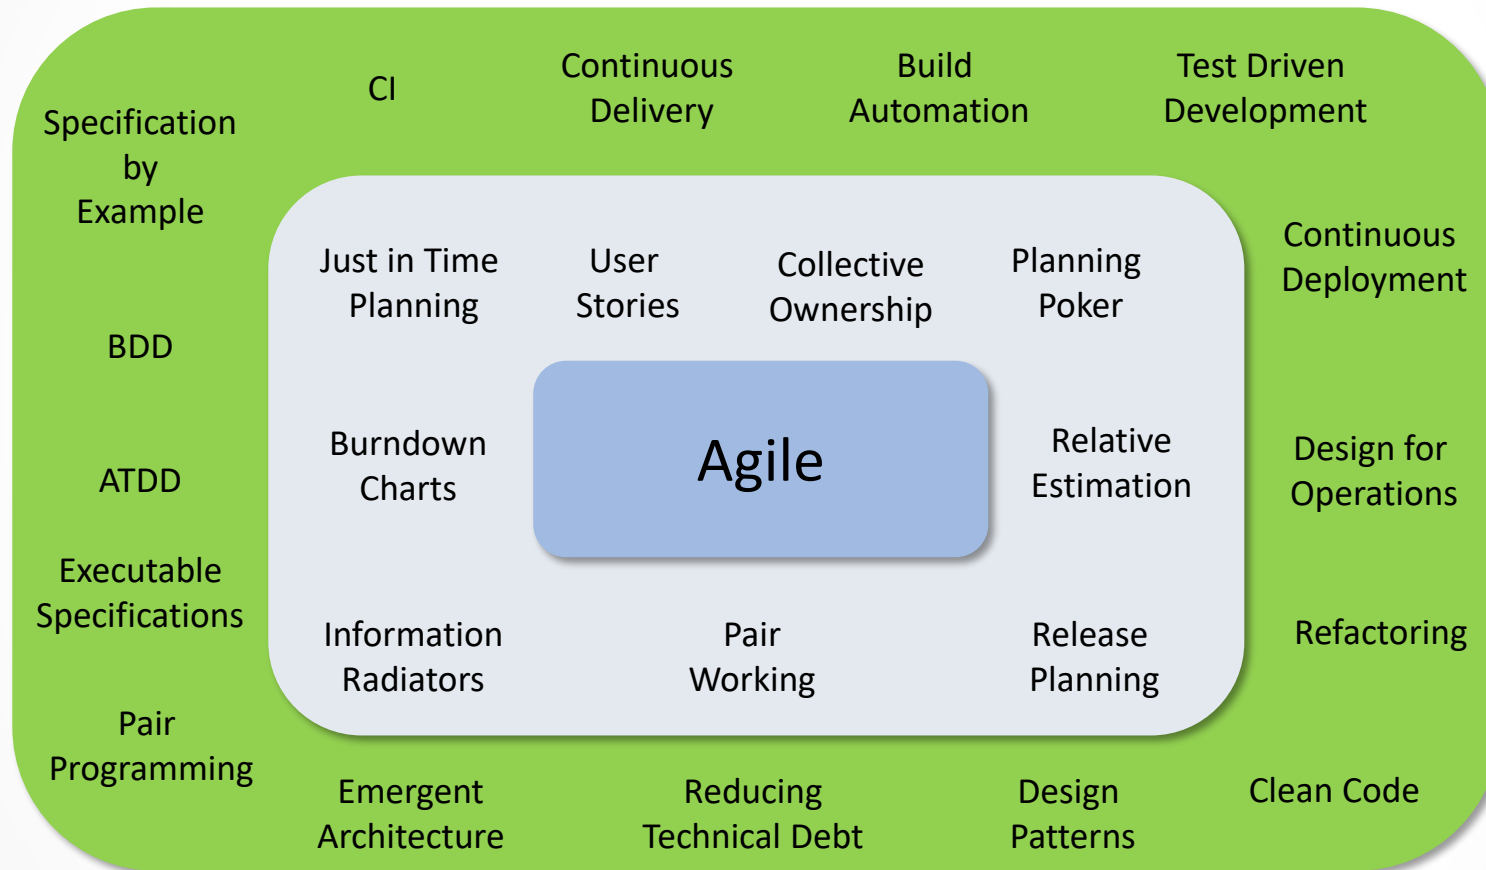 CI
Continuous
Delivery
Build
Automation
Test Driven
Development
Specification
by
Example
Continuous
Deployment
Just in Time
Planning
User
Stories
Collective
Ownership
Planning
Poker
BDD
Burndown
Charts
Agile
Relative
Estimation
Design for
Operations
ATDD
Executable
Specifications
Information
Radiators
Pair
Working
Release
Planning
Refactoring
Pair
Programming
Emergent
Architecture
Reducing
Technical Debt
Design
Patterns
Clean Code